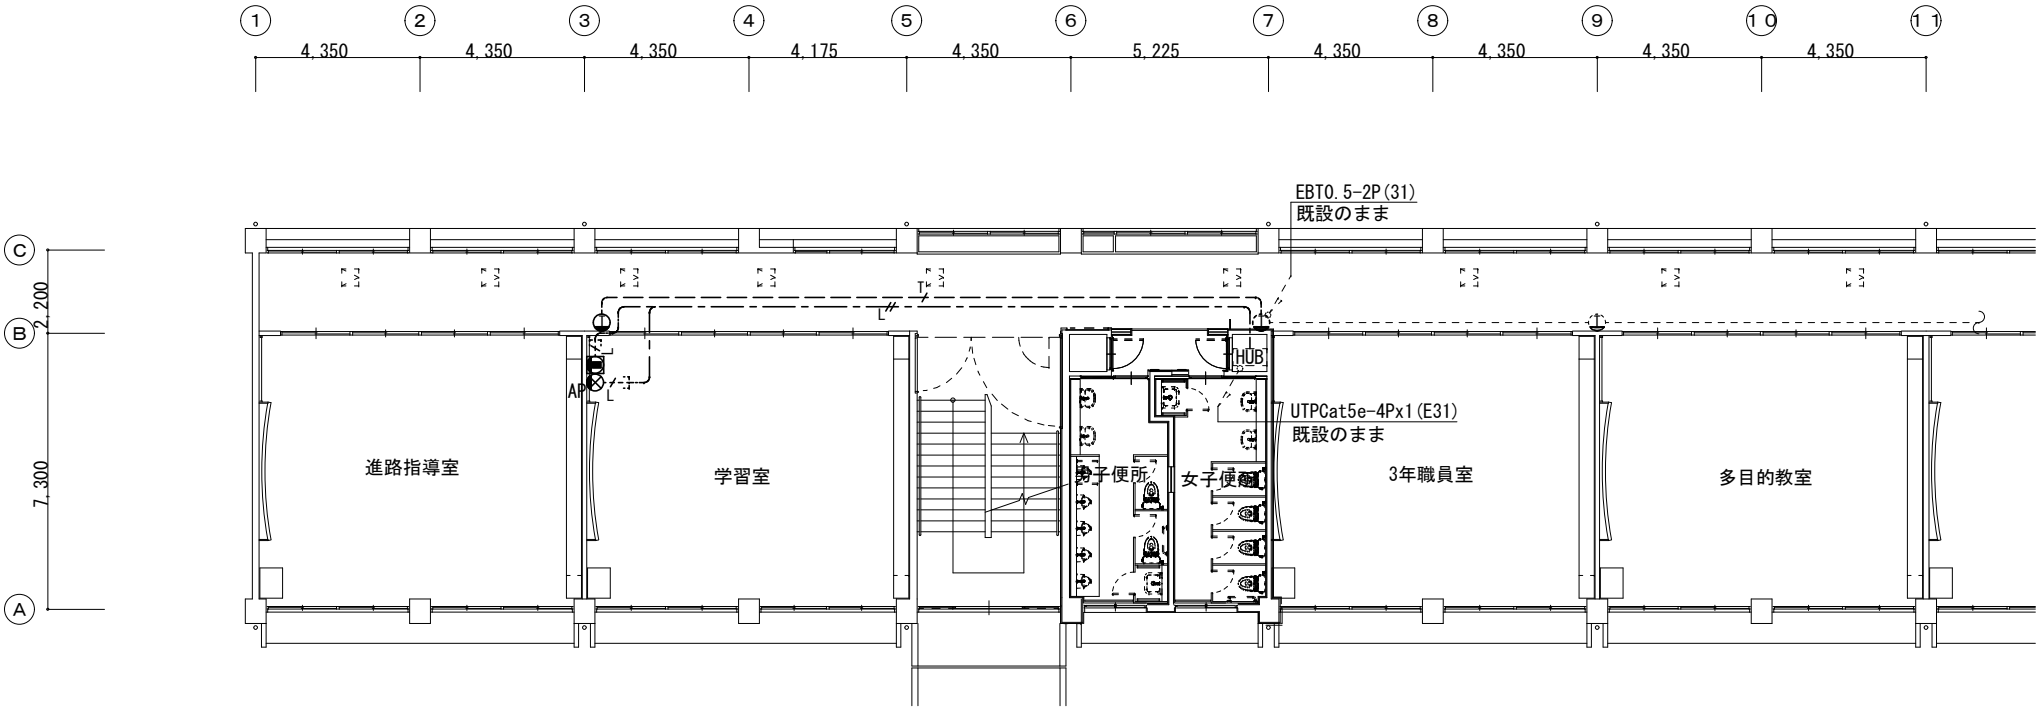 1 2 3 4 5 6 7 8 9 10 11
4,350 4,350 4,350 4,175 4,350 5,225 4,350 4,350 4,350 4,350
EBT0.5-2P(31)
既設のまま
C
2,200
T
L
B
L
HUB
AP
L
UTPCat5e-4Px1(E31)
既設のまま
7,300
進路指導室
学習室
男子便所
女子便所
3年職員室
多目的教室
A